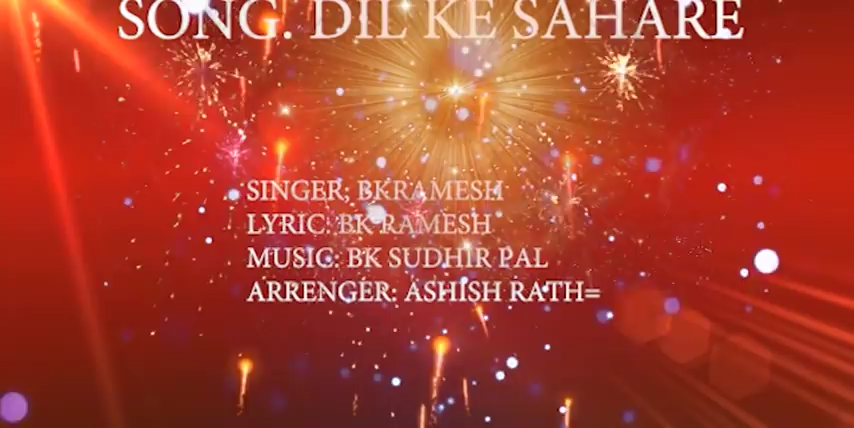 SONG. DIL KE SAHARE
SINGER; BKRAMESH
LYRIC: BK RAMESH
MUSIC: BK SUDHIR PAL
ARRENGER: ASHISH RATH=